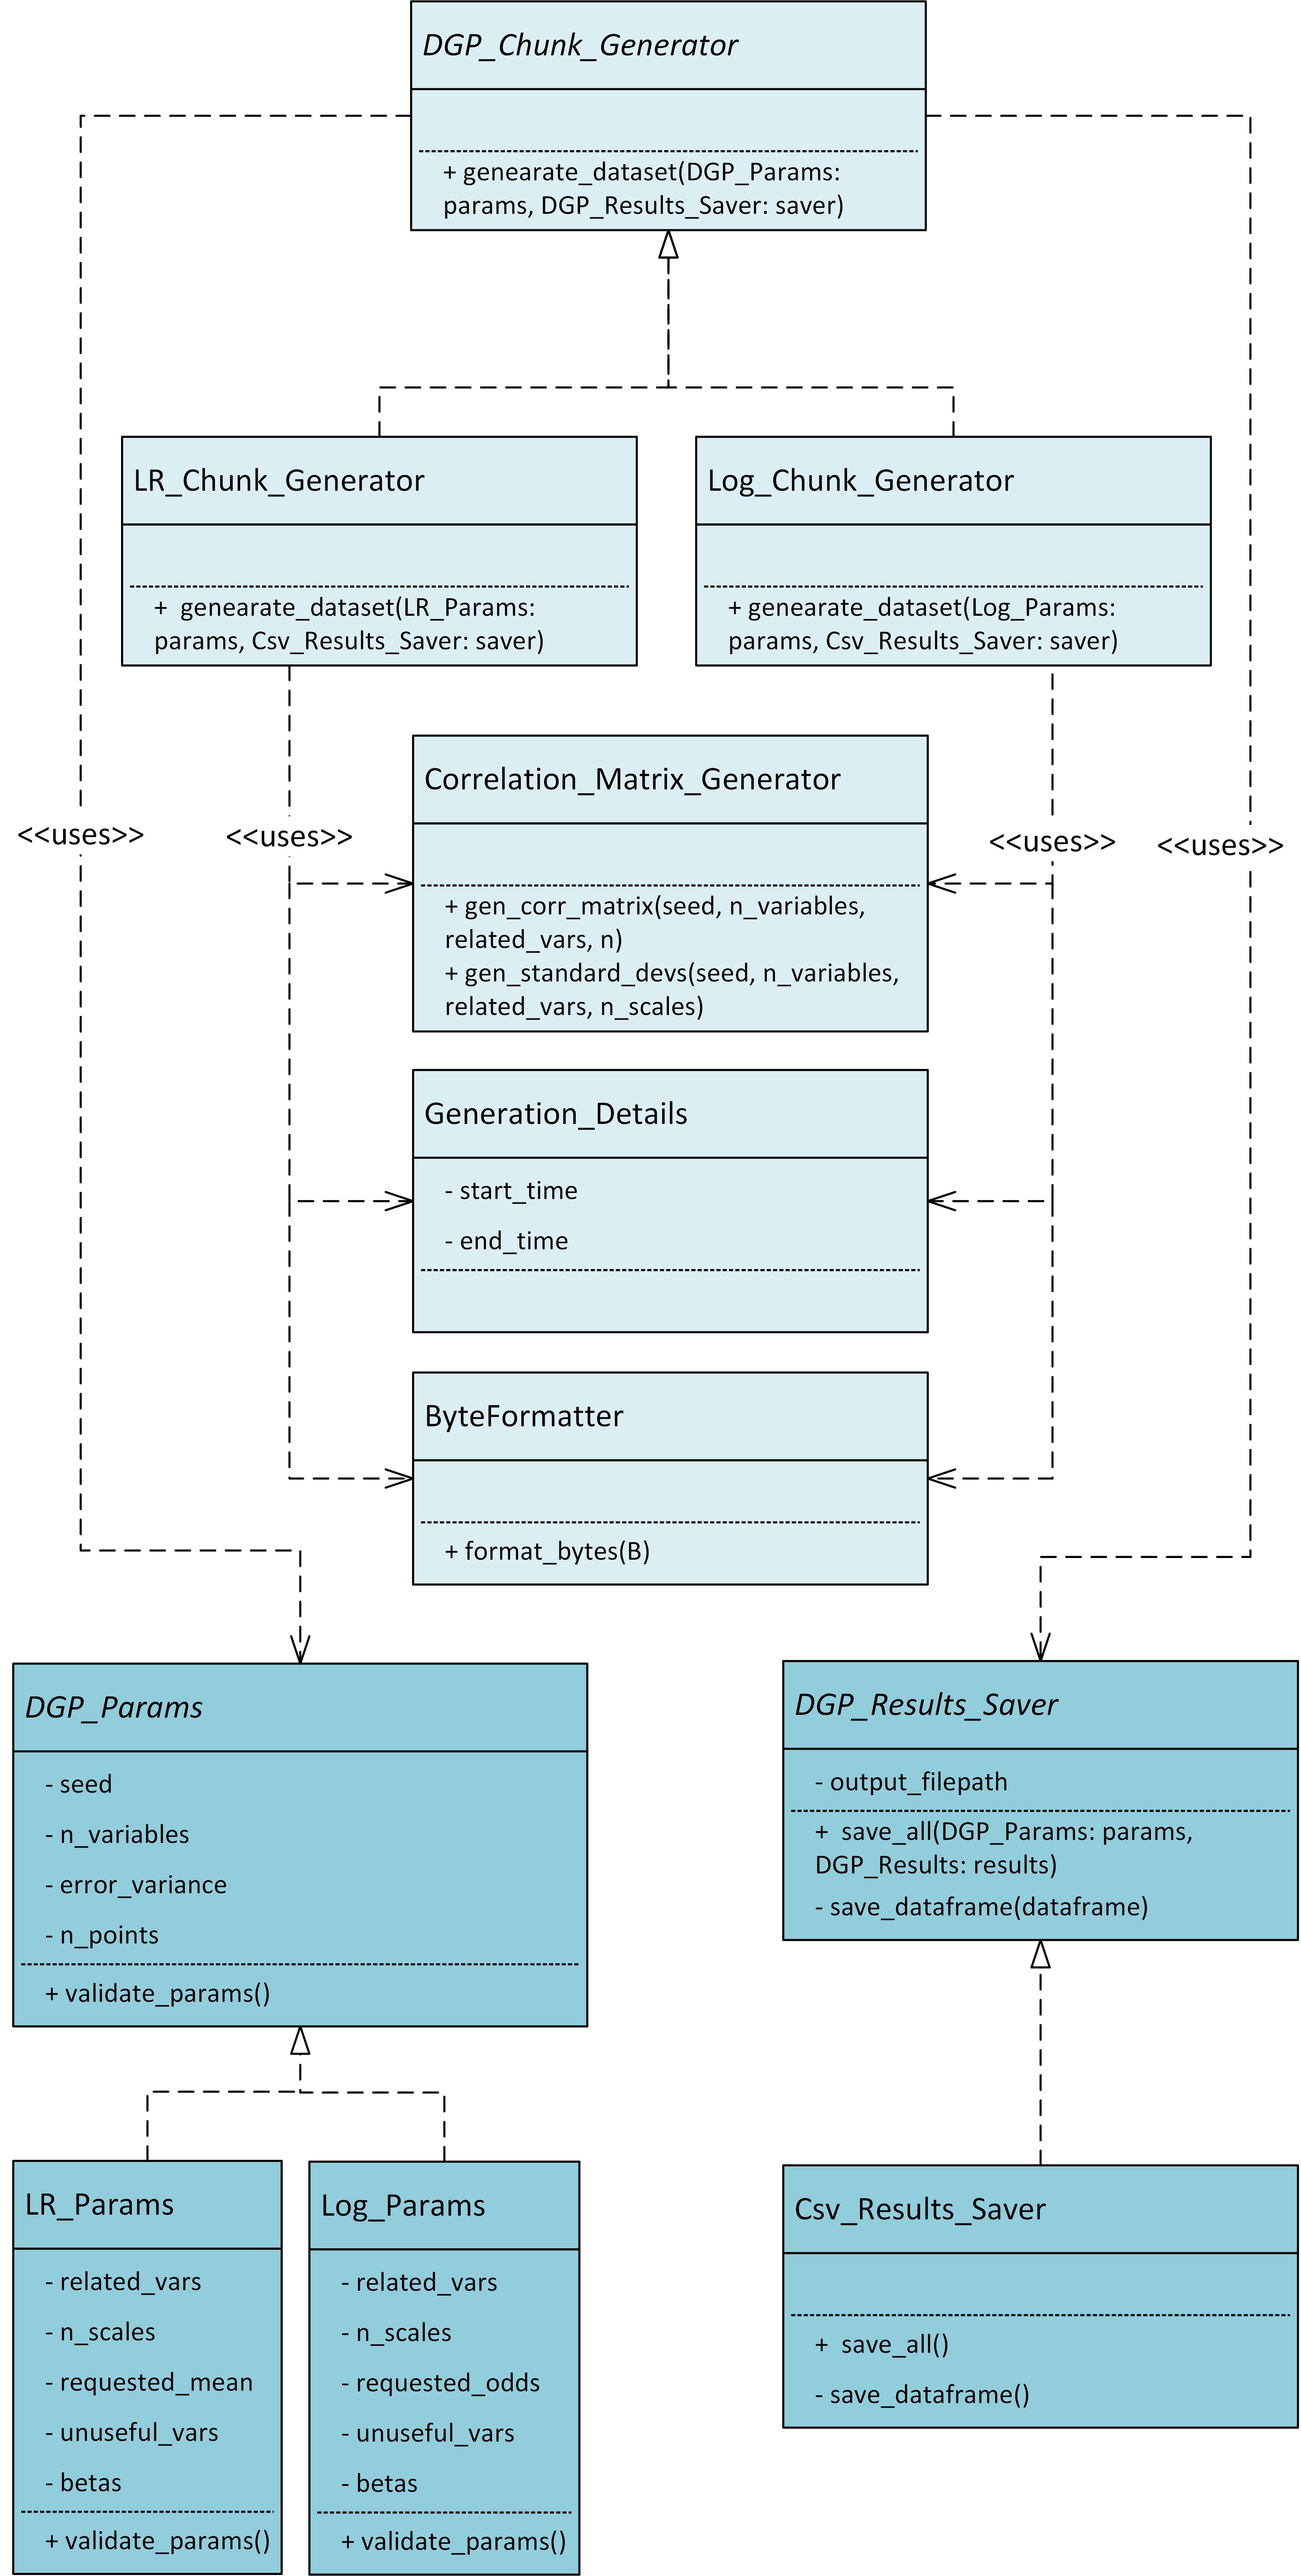 DGP_Chunk_Generator
+ genearate_dataset(DGP_Params:
params, DGP_Results_Saver: saver)
LR_Chunk_Generator
+  genearate_dataset(LR_Params:
params, Csv_Results_Saver: saver)
Log_Chunk_Generator
+ genearate_dataset(Log_Params:
params, Csv_Results_Saver: saver)
<<uses>>
<<uses>>
<<uses>>
<<uses>>
Correlation_Matrix_Generator
+ gen_corr_matrix(seed, n_variables,
related_vars, n)
+ gen_standard_devs(seed, n_variables,
related_vars, n_scales)
Generation_Details
- start_time
- end_time
ByteFormatter
+ format_bytes(B)
DGP_Params
- seed
- n_variables
- error_variance
- n_points
+ validate_params()
DGP_Results_Saver
- output_filepath
+  save_all(DGP_Params: params,
DGP_Results: results)
- save_dataframe(dataframe)
LR_Params
- related_vars
- n_scales
- requested_mean
- unuseful_vars
- betas
+ validate_params()
Log_Params
- related_vars
- n_scales
- requested_odds
- unuseful_vars
- betas
+ validate_params()
Csv_Results_Saver
+  save_all()
- save_dataframe()